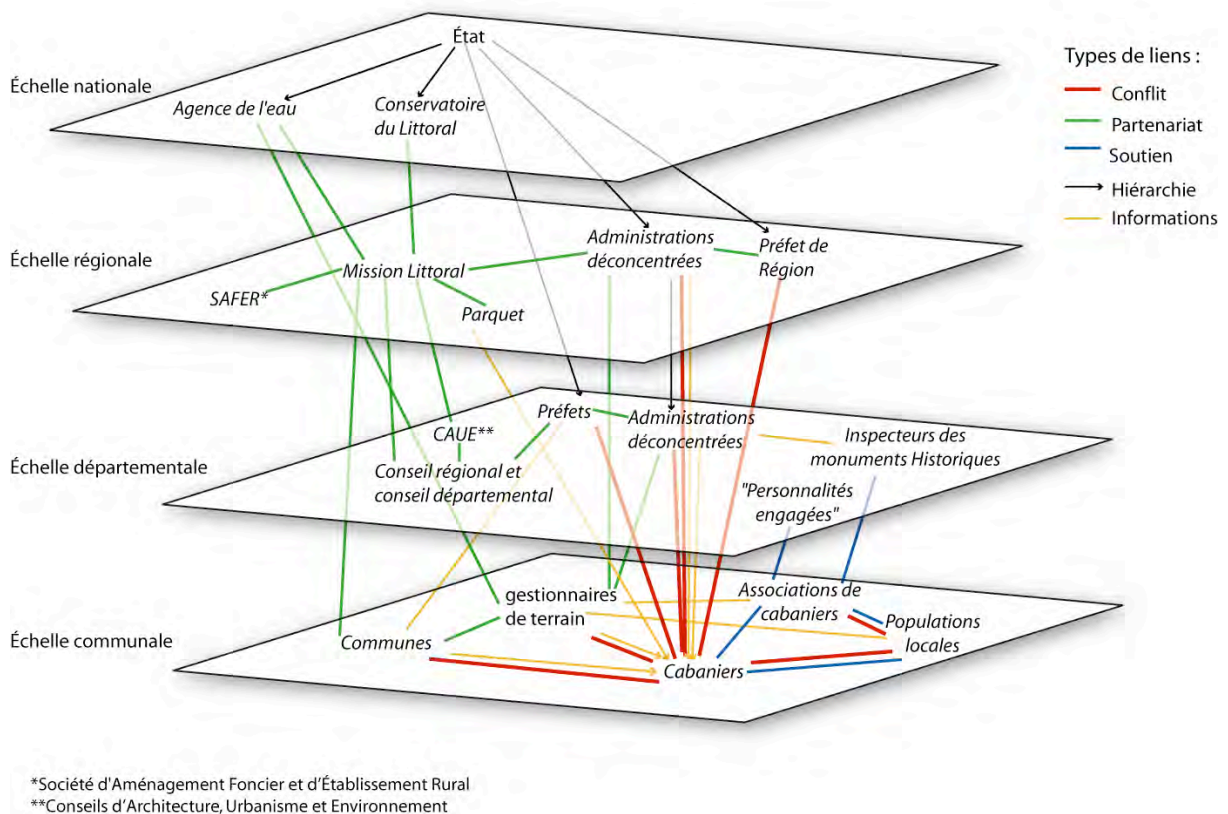 État
Échelle nationale
Agence de l'eau
Conservatoire
du Littoral
Types de liens :
Conflit
Partenariat
Soutien
Hiérarchie
Informations
Échelle régionale
Mission Littoral
SAFER*
Parquet
Administrations
déconcentrées
Préfet de
Région
Échelle départementale
Préfets
CAUE**
Conseil régional et
conseil départemental
Administrations
déconcentrées
Inspecteurs des
monuments Historiques
"Personnalités
engagées"
Échelle communale
gestionnaires
de terrain
Communes
Associations de
cabaniers
Populations
locales
Cabaniers
*Société d'Aménagement Foncier et d'Établissement Rural
**Conseils d'Architecture, Urbanisme et Environnement